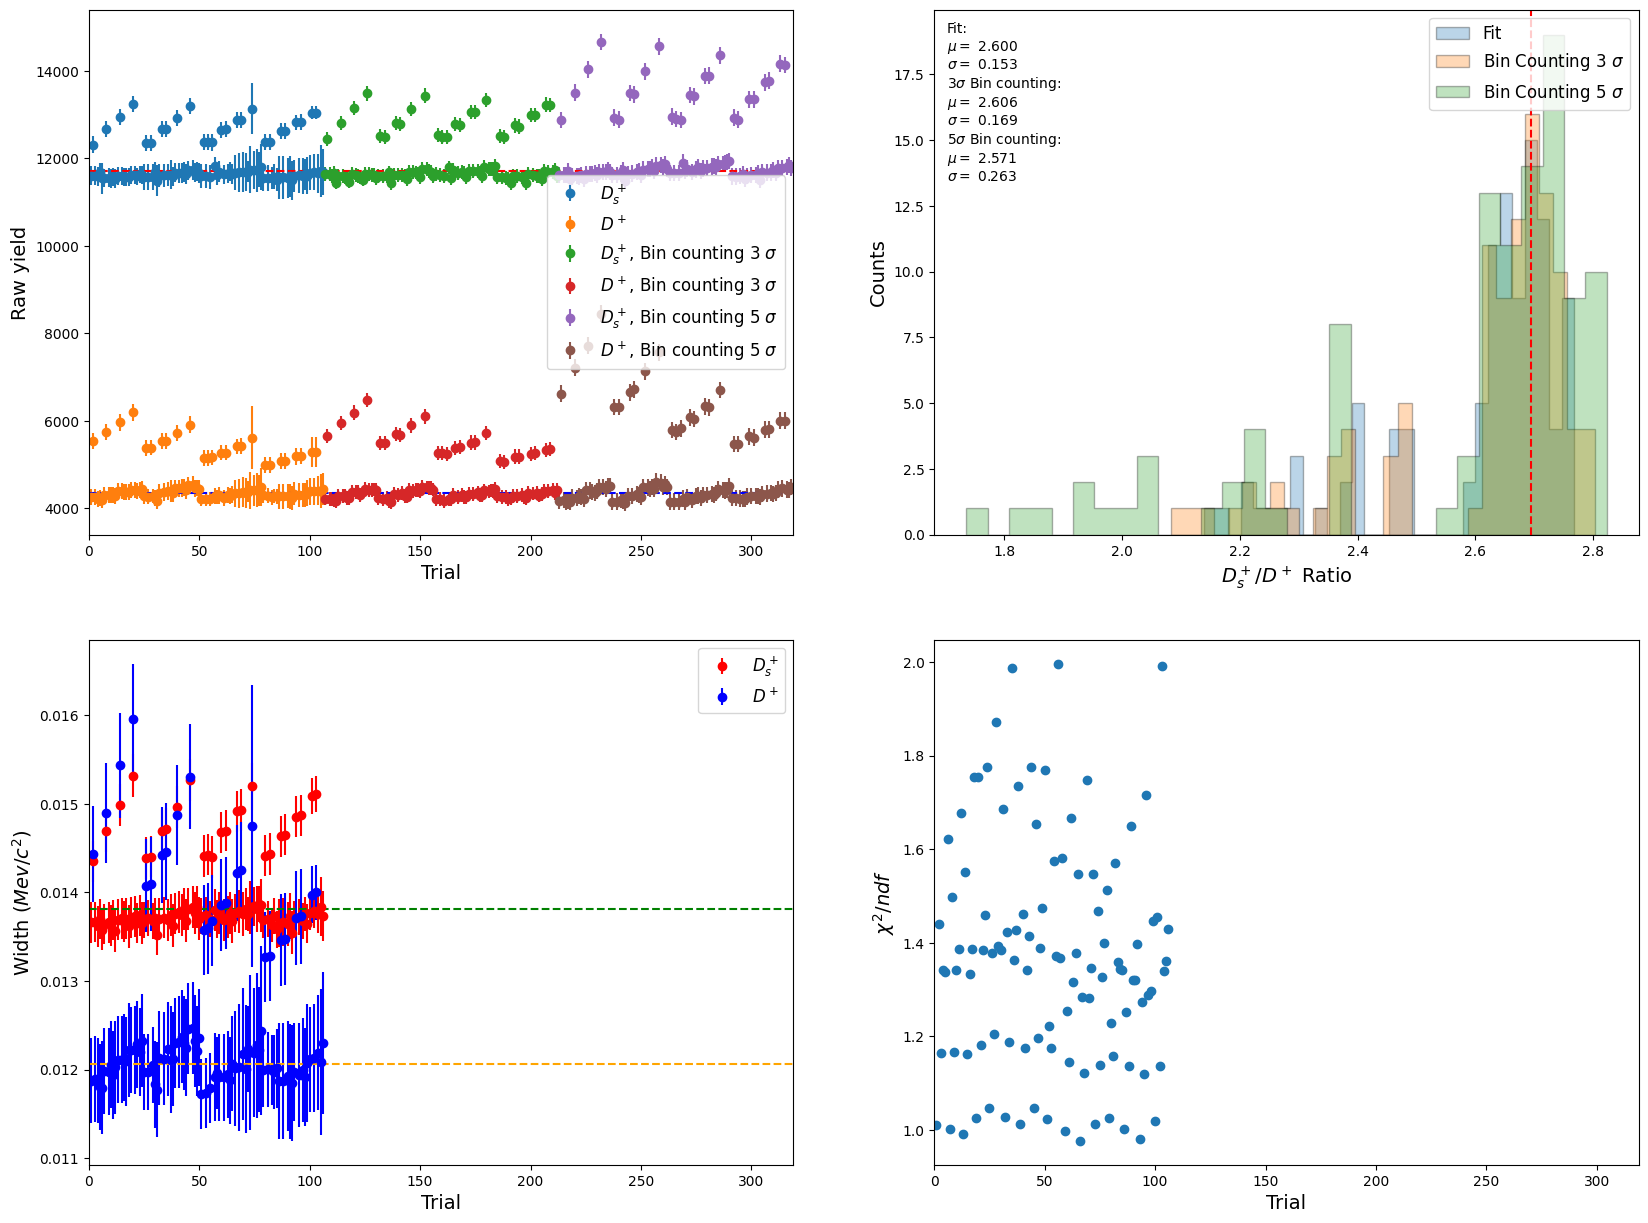 14000
12000
10000
8000
6000
4000
Raw yield
0
50
100
150
200
250
300
Trial
D_s^+
D^+
D_s^+, Bin counting 3 σ
D^+, Bin counting 3 σ
D_s^+, Bin counting 5 σ
D^+, Bin counting 5 σ
17.5
15.0
12.5
10.0
7.5
5.0
2.5
0.0
Counts
1.8
2.0
2.2
2.4
2.6
2.8
D_s^+/D^+ Ratio
Fit:
μ = 2.600
σ = 0.153
3σ Bin counting:
μ = 2.606
σ = 0.169
5σ Bin counting:
μ = 2.571
σ = 0.263
Fit
Bin Counting 3 σ
Bin Counting 5 σ
0.016
0.015
0.014
0.013
0.012
0.011
Width (Mev/c^2)
0
50
100
150
200
250
300
Trial
D_s^+
D^+
2.0
1.8
1.6
1.4
1.2
1.0
χ^2/ndf
0
50
100
150
200
250
300
Trial